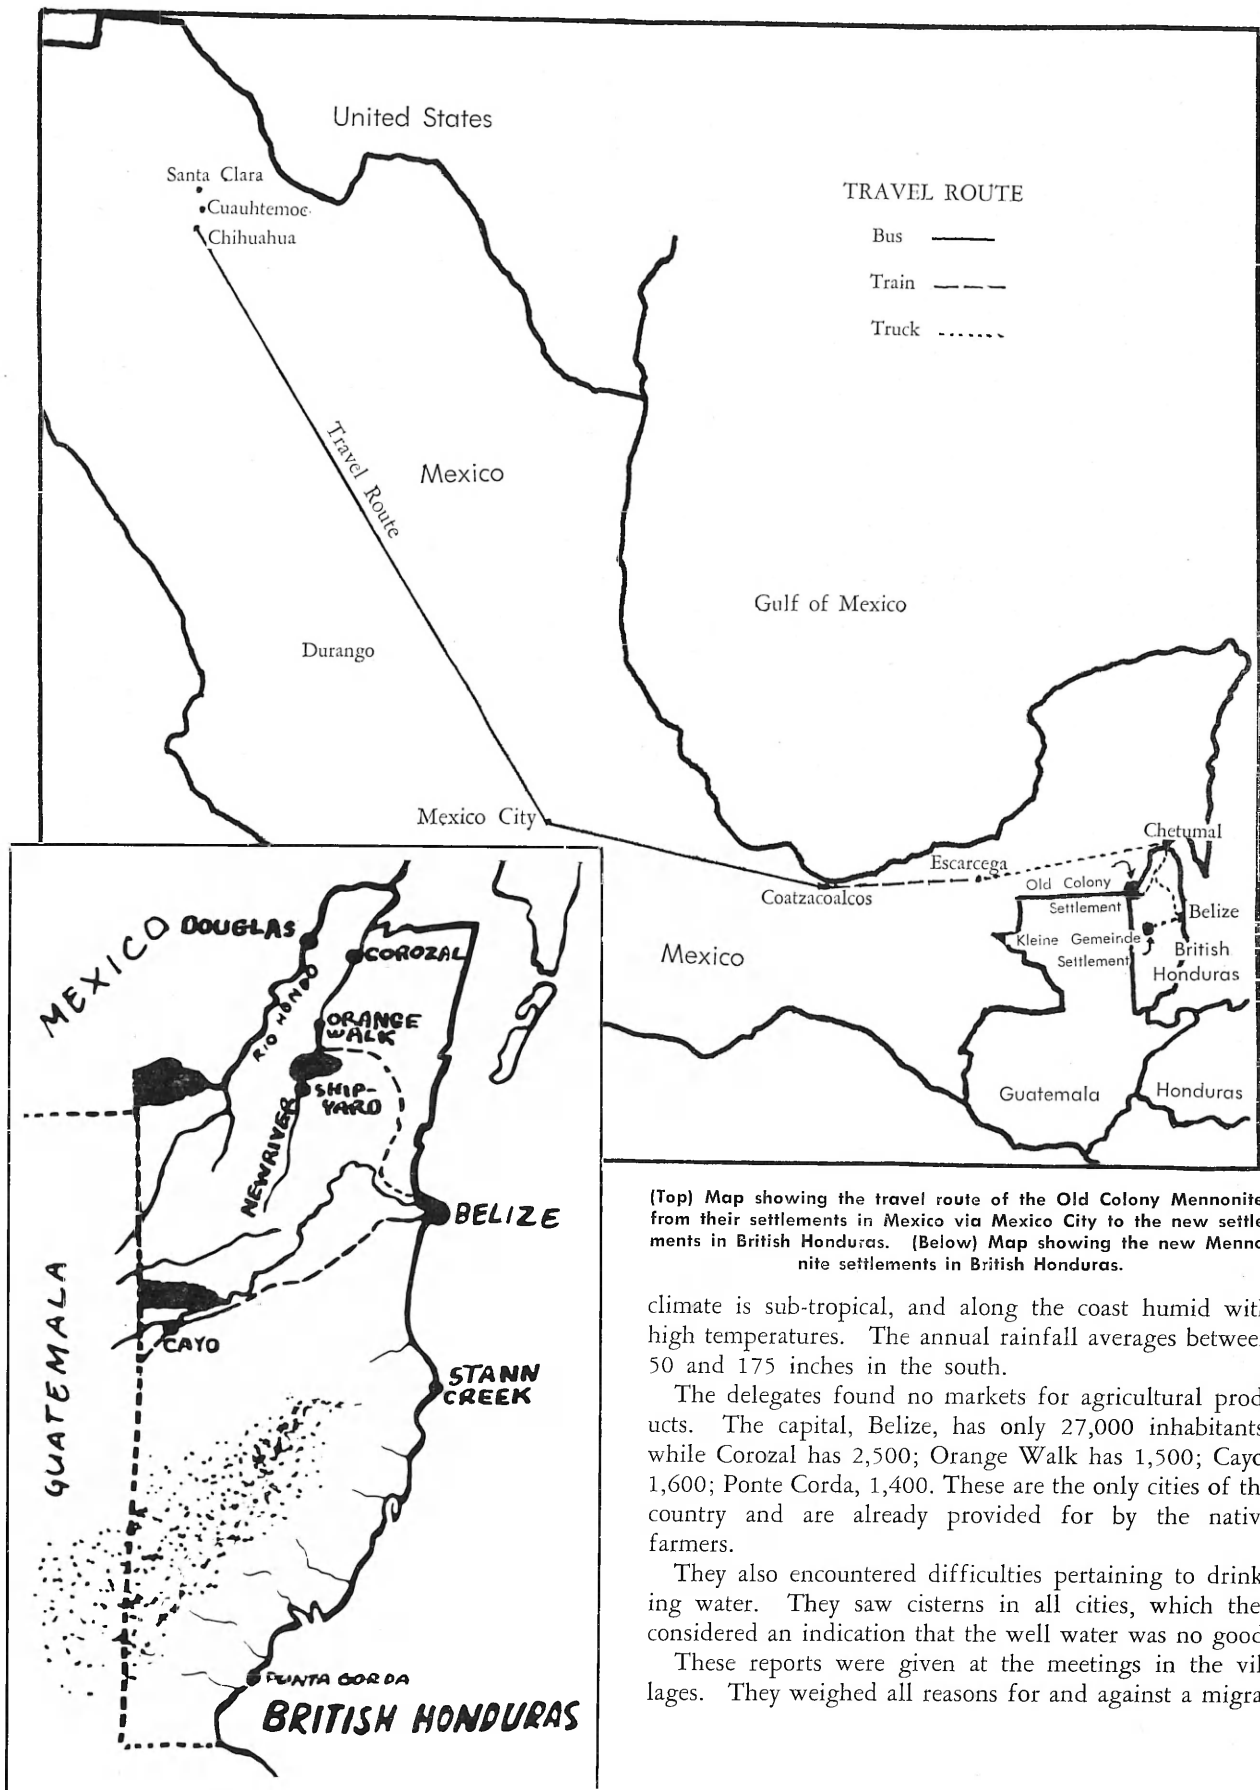 United States
Santa Clara
Cuauhtemoc
Chihuahua
TRAVEL ROUTE
Bus
Train
Truck
Travel Route
Mexico
Gulf of Mexico
Durango
Mexico City
Chetumal
Escarcega
Coatzacoalcos
Old Colony
Settlement
Belize
Kleine Gemeinde
Settlement
British
Honduras
Mexico
Guatemala
Honduras
MEXICO
DOUGLAS
COROZAL
RIO HONDO
ORANGE
WALK
SHIP-
YARD
NEWRIVER
BELIZE
GUATEMALA
CAYO
STANN
CREEK
PUNTA GORDA
BRITISH HONDURAS
(Top) Map showing the travel route of the Old Colony Mennonite
from their settlements in Mexico via Mexico City to the new settle
ments in British Honduras. (Below) Map showing the new Menno
nite settlements in British Honduras.
climate is sub-tropical, and along the coast humid wit
high temperatures. The annual rainfall averages betwee
50 and 175 inches in the south.
The delegates found no markets for agricultural prod
ucts. The capital, Belize, has only 27,000 inhabitants
while Corozal has 2,500; Orange Walk has 1,500; Cayo
1,600; Ponte Corda, 1,400. These are the only cities of th
country and are already provided for by the nativ
farmers.
They also encountered difficulties pertaining to drink
ing water. They saw cisterns in all cities, which the
considered an indication that the well water was no good
These reports were given at the meetings in the vil
lages. They weighed all reasons for and against a migra